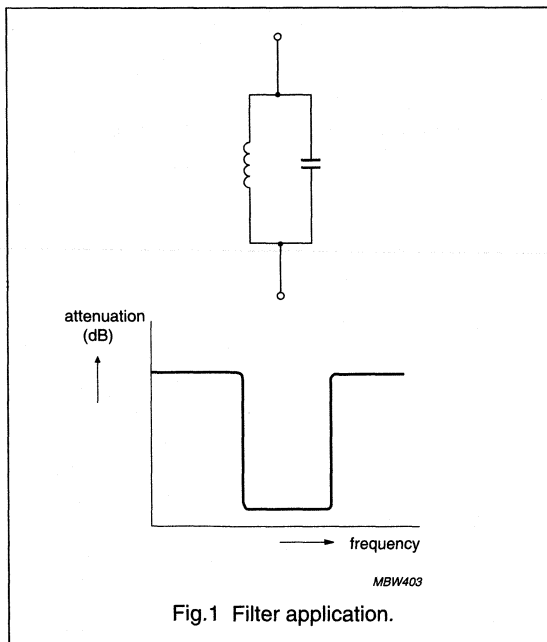 attenuation
(dB)
frequency
MBW403
Fig.1 Filter application.